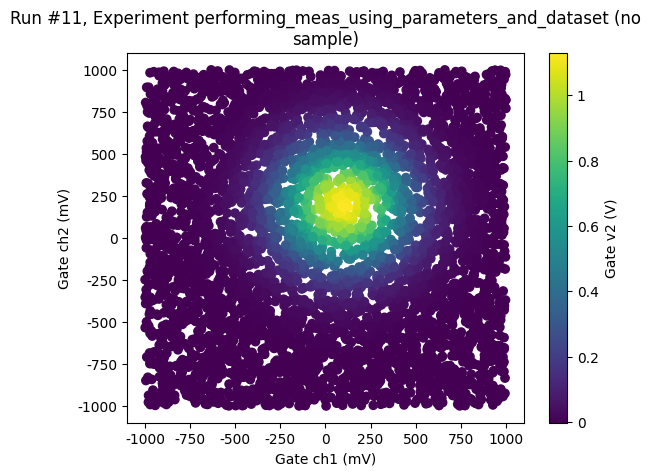 Run #11, Experiment performing_meas_using_parameters_and_dataset (no
sample)
1000
750
500
250
0
-250
-500
-750
-1000
Gate ch2 (mV)
-1000 -750 -500 -250 0 250 500 750 1000
Gate ch1 (mV)
1
0.8
0.6
0.4
0.2
0
Gate v2 (V)